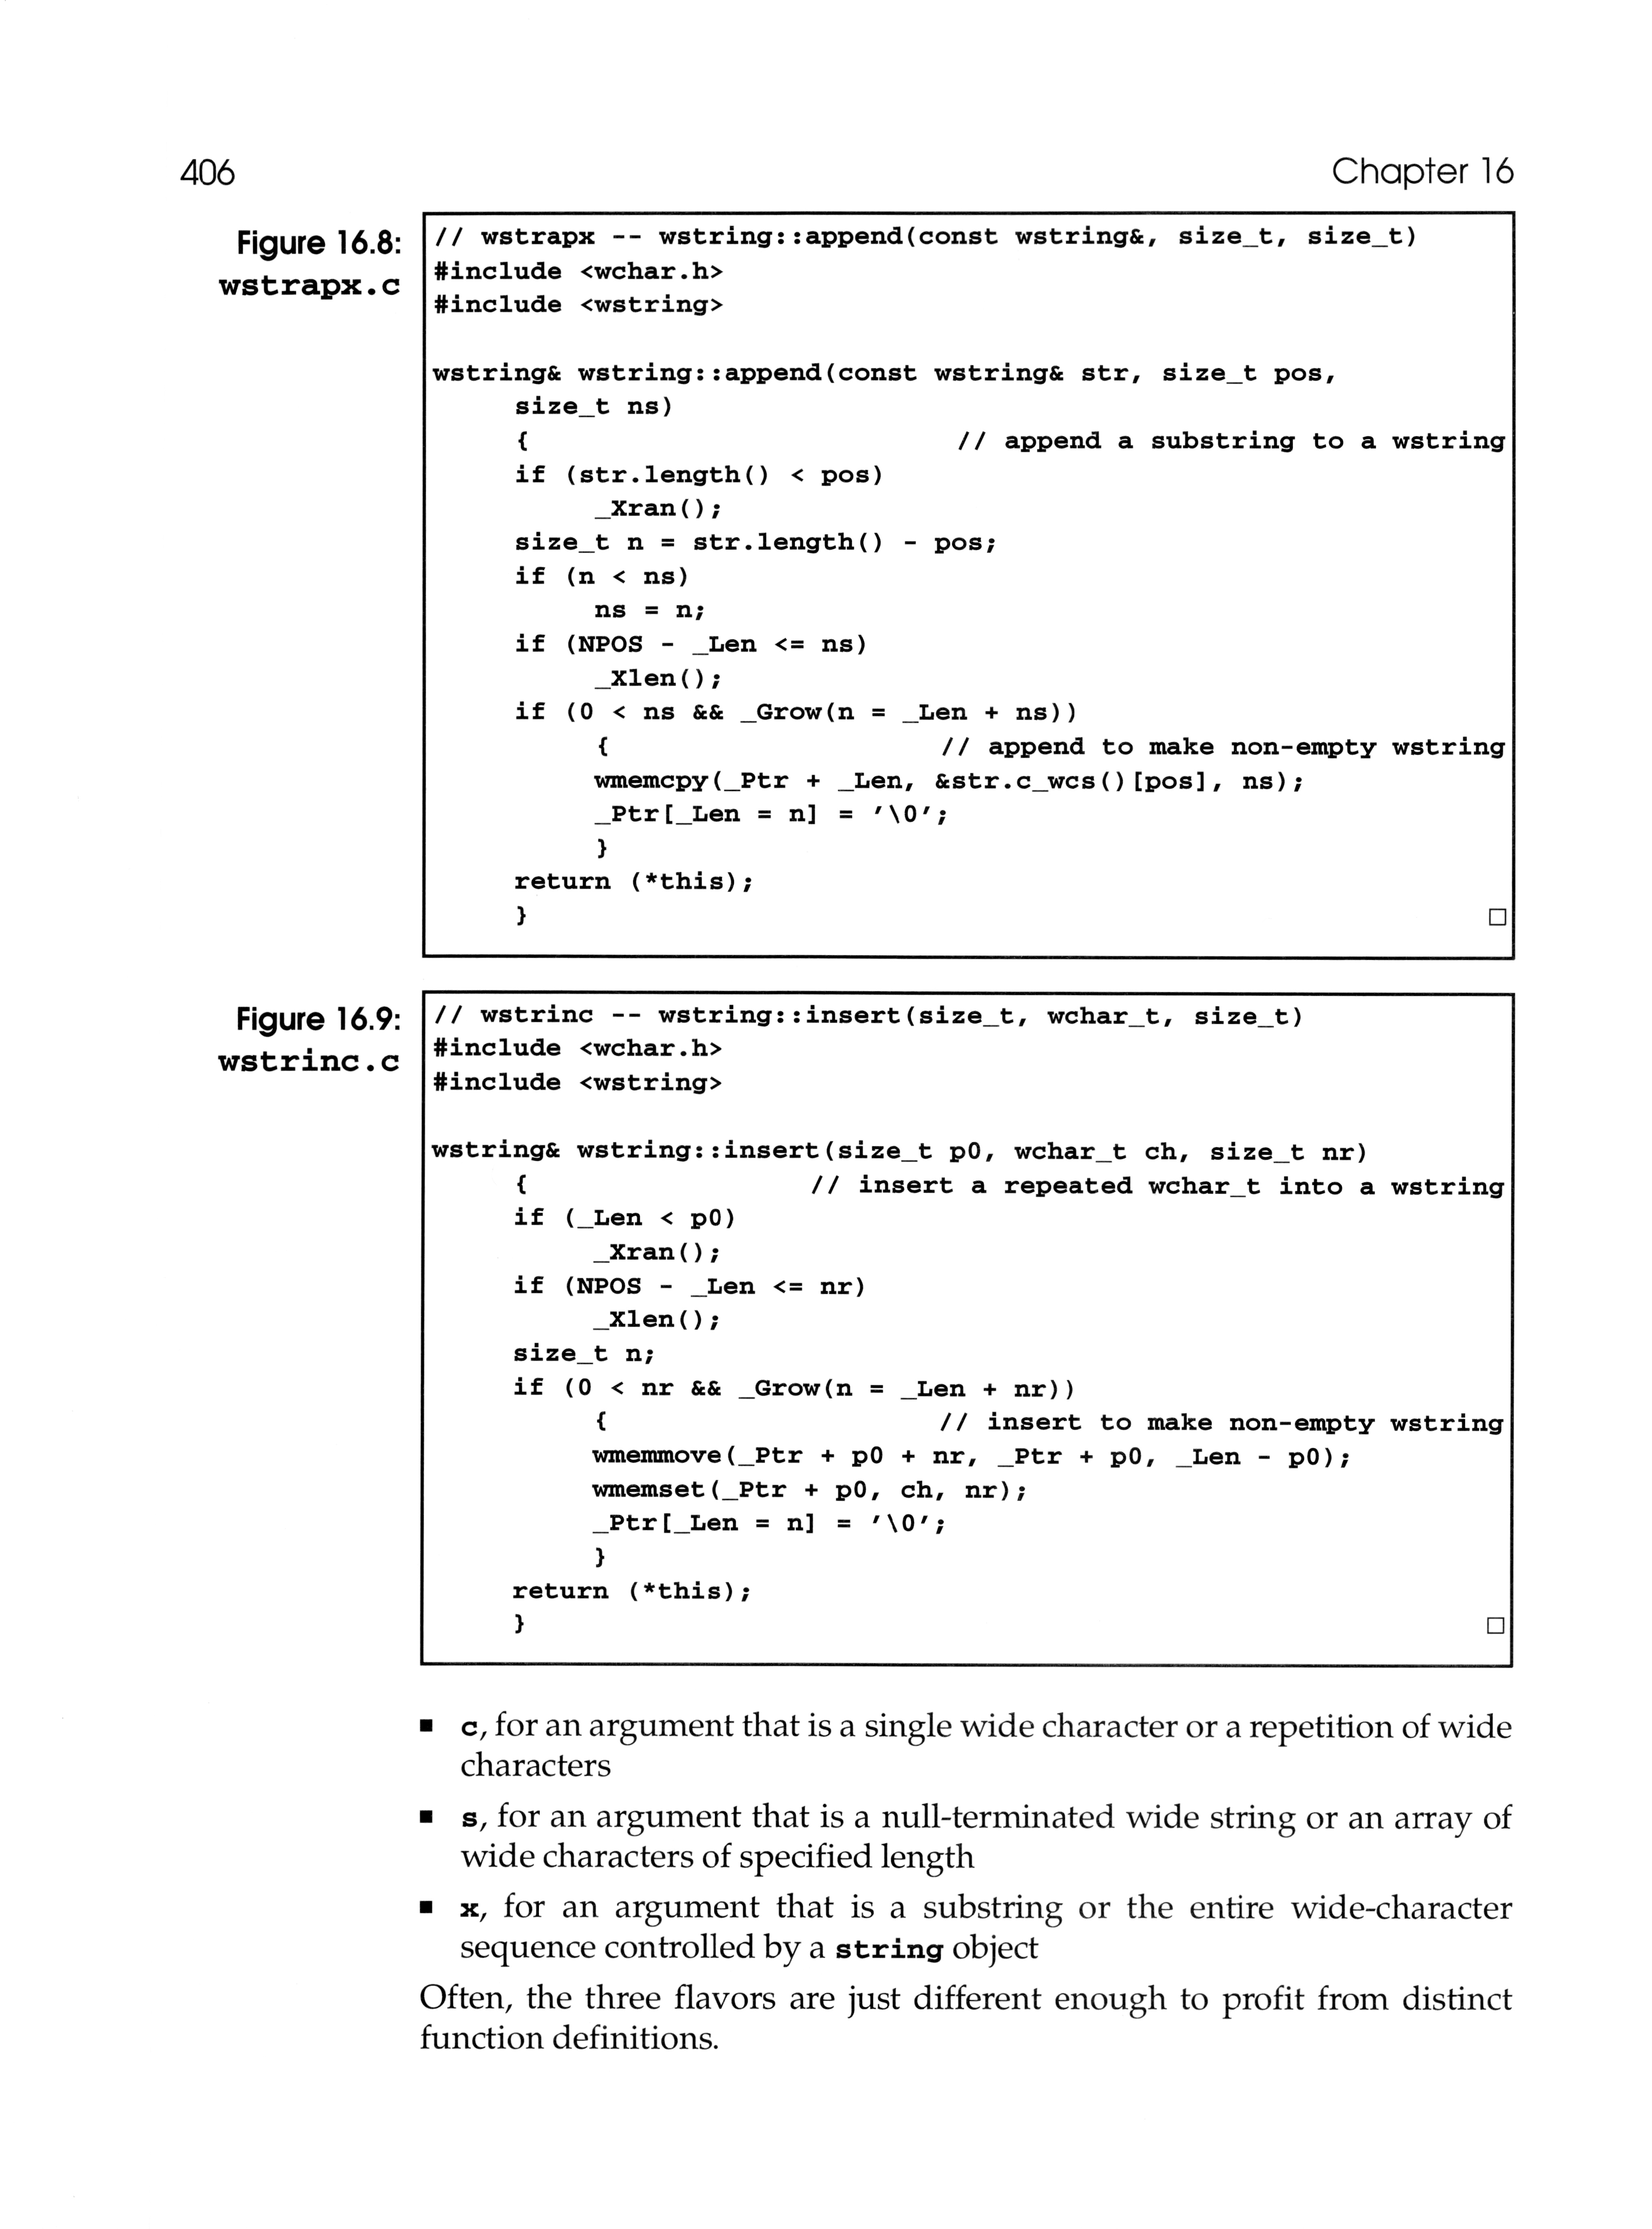 406
Chapter 16
Figure 16.8:
wstrapx.c
// wstrapx -- wstring::append(const wstring&, size_t, size_t)
#include <wchar.h>
#include <wstring>
wstring& wstring::append(const wstring& str, size_t pos,
size_t ns)
{ // append a substring to a wstring
if (str.length() < pos)
_Xran();
size_t n = str.length() - pos;
if (n < ns)
ns = n;
if (NPOS - _Len <= ns)
_Xlen();
if (0 < ns && _Grow(n = _Len + ns))
{ // append to make non-empty wstring
wmemcpy(_Ptr + _Len, &str.c_wcs()[pos], ns);
_Ptr[_Len = n] = '\0';
}
return (*this);
}
Figure 16.9:
wstrinc.c
// wstrinc -- wstring::insert(size_t, wchar_t, size_t)
#include <wchar.h>
#include <wstring>
wstring& wstring::insert(size_t p0, wchar_t ch, size_t nr)
{ // insert a repeated wchar_t into a wstring
if (_Len < p0)
_Xran();
if (NPOS - _Len <= nr)
_Xlen();
size_t n;
if (0 < nr && _Grow(n = _Len + nr))
{ // insert to make non-empty wstring
wmemmove(_Ptr + p0 + nr, _Ptr + p0, _Len - p0);
wmemset(_Ptr + p0, ch, nr);
_Ptr[_Len = n] = '\0';
}
return (*this);
}
■ c, for an argument that is a single wide character or a repetition of wide
characters
■ s, for an argument that is a null-terminated wide string or an array of
wide characters of specified length
■ x, for an argument that is a substring or the entire wide-character
sequence controlled by a string object
Often, the three flavors are just different enough to profit from distinct
function definitions.